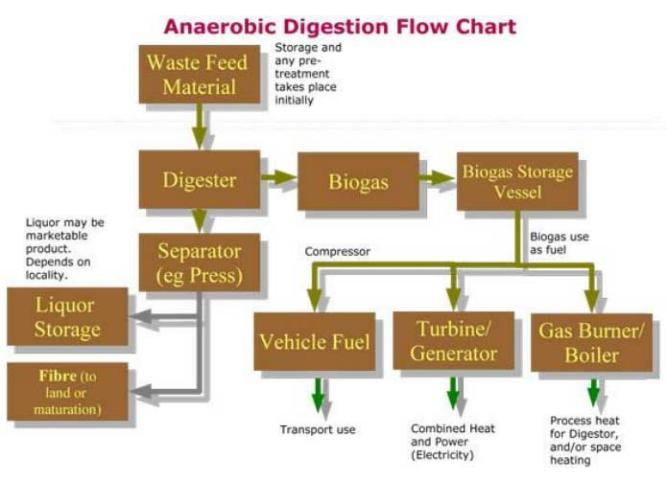 Anaerobic Digestion Flow Chart
Waste Feed
Material
Storage and
any pre-
treatment
takes place
initially
Digester
Biogas
Biogas Storage
Vessel
Liquor may be
marketable
product.
Depends on
locality.
Separator
(eg Press)
Compressor
Biogas use
as fuel
Liquor
Storage
Vehicle Fuel
Turbine/
Generator
Gas Burner/
Boiler
Fibre (to
land or
maturation)
Transport use
Combined Heat
and Power
(Electricity)
Process heat
for Digestor,
and/or space
heating